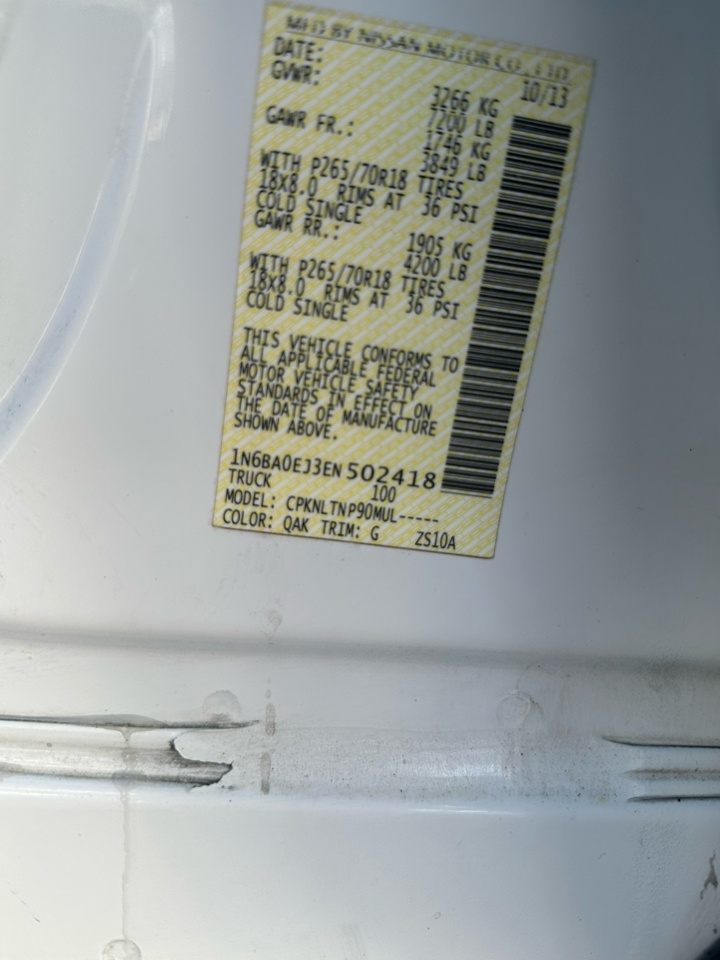 MFD BY NISSAN MOTOR CO., LTD
DATE: 10/13
GVWR: 3266 KG
7200 LB
GAWR FR.: 1746 KG
3849 LB
WITH P265/70R18 TIRES
18X8.0 RIMS AT 36 PSI
COLD SINGLE
GAWR RR.: 1905 KG
4200 LB
WITH P265/70R18 TIRES
18X8.0 RIMS AT 36 PSI
COLD SINGLE
THIS VEHICLE CONFORMS TO
ALL APPLICABLE FEDERAL
MOTOR VEHICLE SAFETY
STANDARDS IN EFFECT ON
THE DATE OF MANUFACTURE
SHOWN ABOVE.
1N6BA0EJ3EN502418
TRUCK 100
MODEL: CPKNLTNP90MUL-----
COLOR: QAK TRIM: G ZS10A